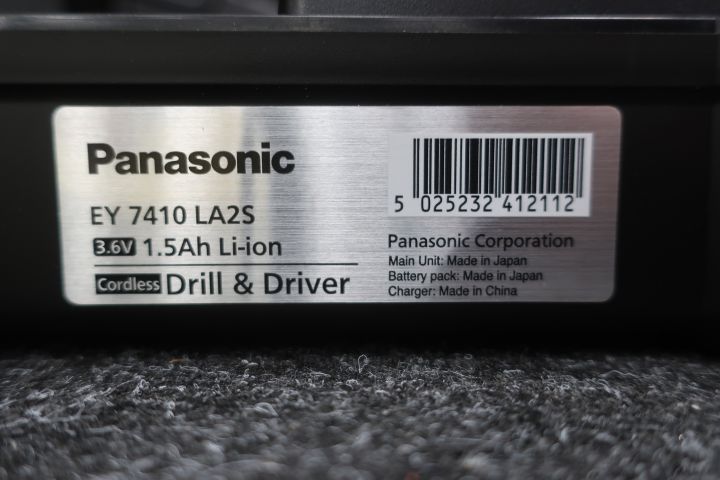 Panasonic
EY 7410 LA2S
3.6V 1.5Ah Li-ion
Cordless Drill & Driver
5 025232 412112
Panasonic Corporation
Main Unit: Made in Japan
Battery pack: Made in Japan
Charger: Made in China